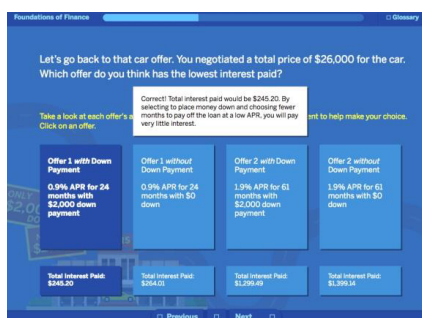 Foundations of Finance
Glossary
Let's go back to that car offer. You negotiated a total price of $26,000 for the car.
Which offer do you think has the lowest interest paid?
Correct! Total interest paid would be $245.20. By
selecting to place money down and choosing fewer
months to pay off the loan at a low APR, you will pay
very little interest.
Take a look at each offer's a
nt to help make your choice.
Click on an offer.
Offer 1 with Down
Payment
0.9% APR for 24
months with
$2,000 down
payment
Offer 1 without
Down Payment
0.9% APR for 24
months with $0
down
Offer 2 with Down
Payment
1.9% APR for 61
months with
$2,000 down
payment
Offer 2 without
Down Payment
1.9% APR for 61
months with $0
down
ONLY
Total Interest Paid:
$245.20
Total Interest Paid:
$264.01
Total Interest Paid:
$1,299.49
Total Interest Paid:
$1,399.14
Previous
Next